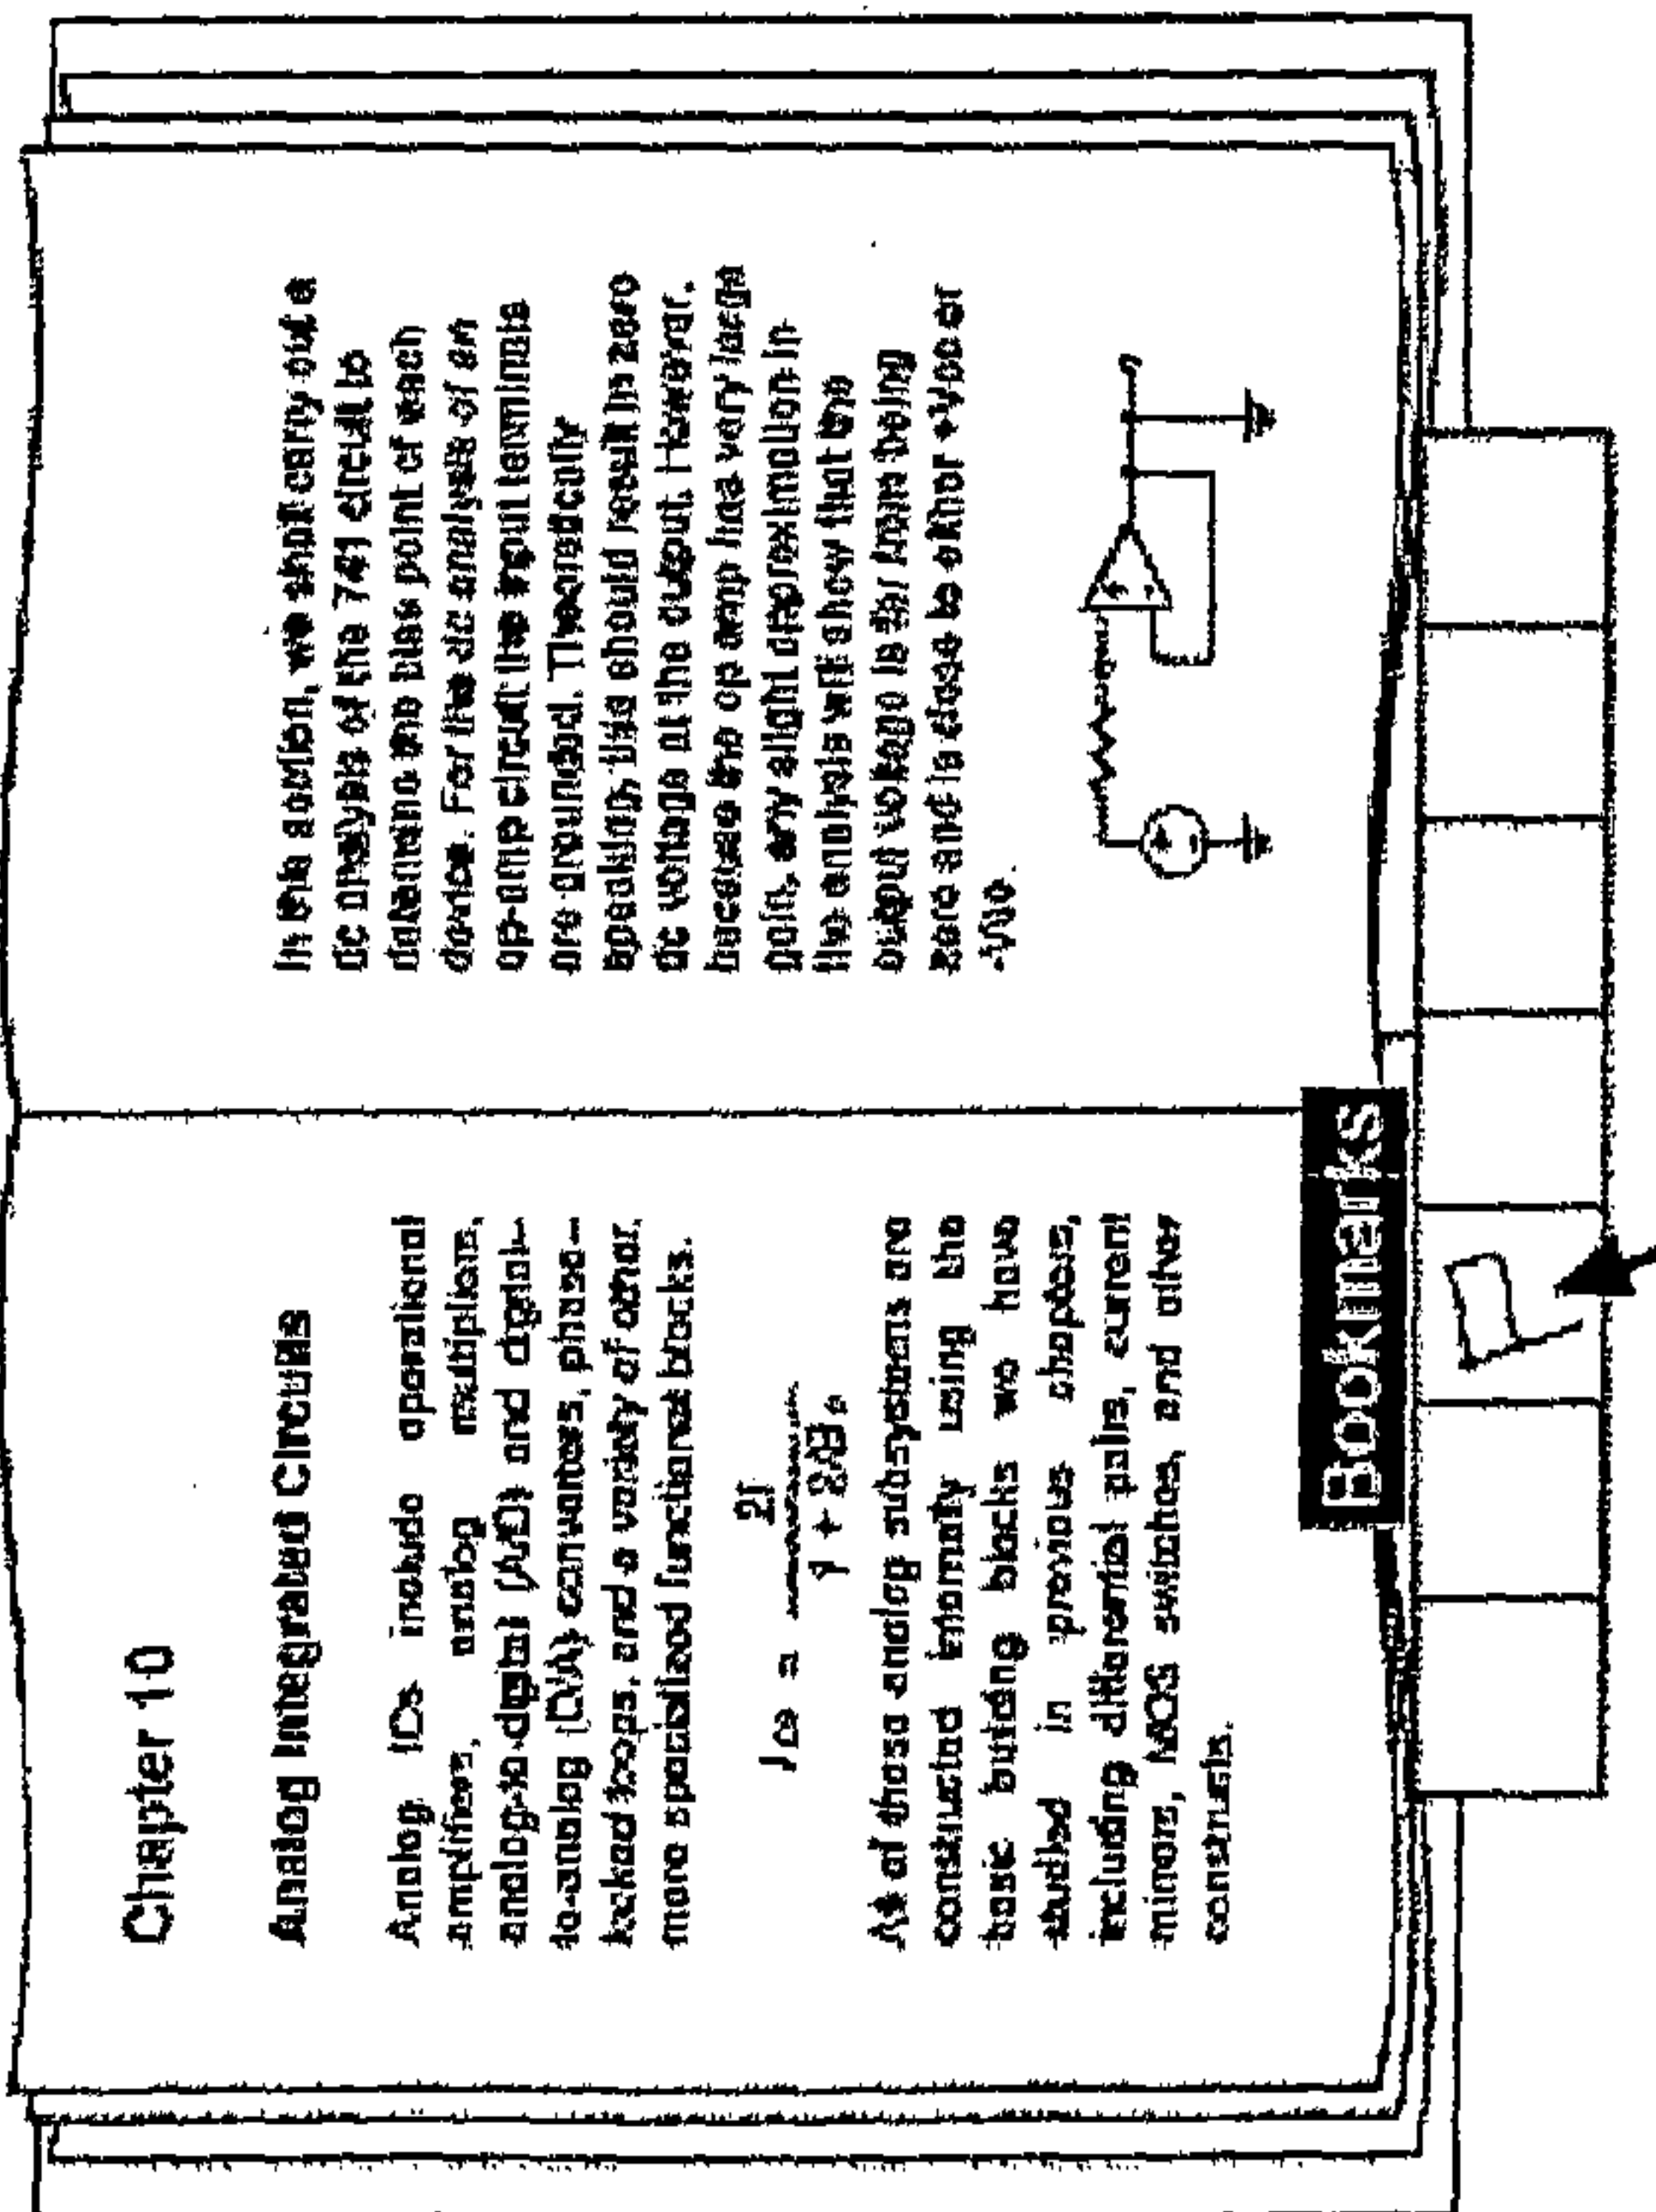 Chapter 10
Analog Integrated Circuits
Analog ICs include operational
amplifiers, analog multipliers,
analog-to-digital (A/D) and digital-
to-analog (D/A) converters, phase-
locked loops, and a variety of other,
more specialized functional blocks.
All of these analog subsystems are
constructed internally using the
basic building blocks we have
studied in previous chapters,
including differential pairs, current
mirrors, MOS switches, and other
In this section, we shall carry out a
dc analysis of the 741 circuit to
determine the bias point of each
device. For the dc analysis of an
op-amp circuit the input terminals
are grounded. Theoretically
speaking, this should result in zero
dc voltage at the output. However,
because the op amp has very large
gain, any slight approximation in
the analysis will show that the
output voltage is far from being
zero and is close to either +Vcc or
Bookmarks
P